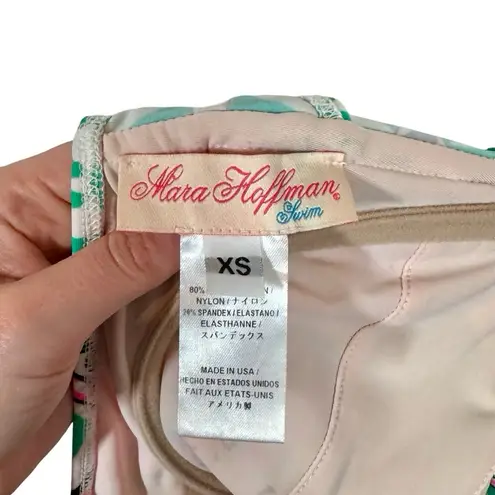 Mara Hoffman
Swim
XS
80%
NYLON / ナイロン
20% SPANDEX / ELASTANO /
ELASTHANNE /
スパンデックス
MADE IN USA /
HECHO EN ESTADOS UNIDOS
FAIT AUX ETATS-UNIS
アメリカ製